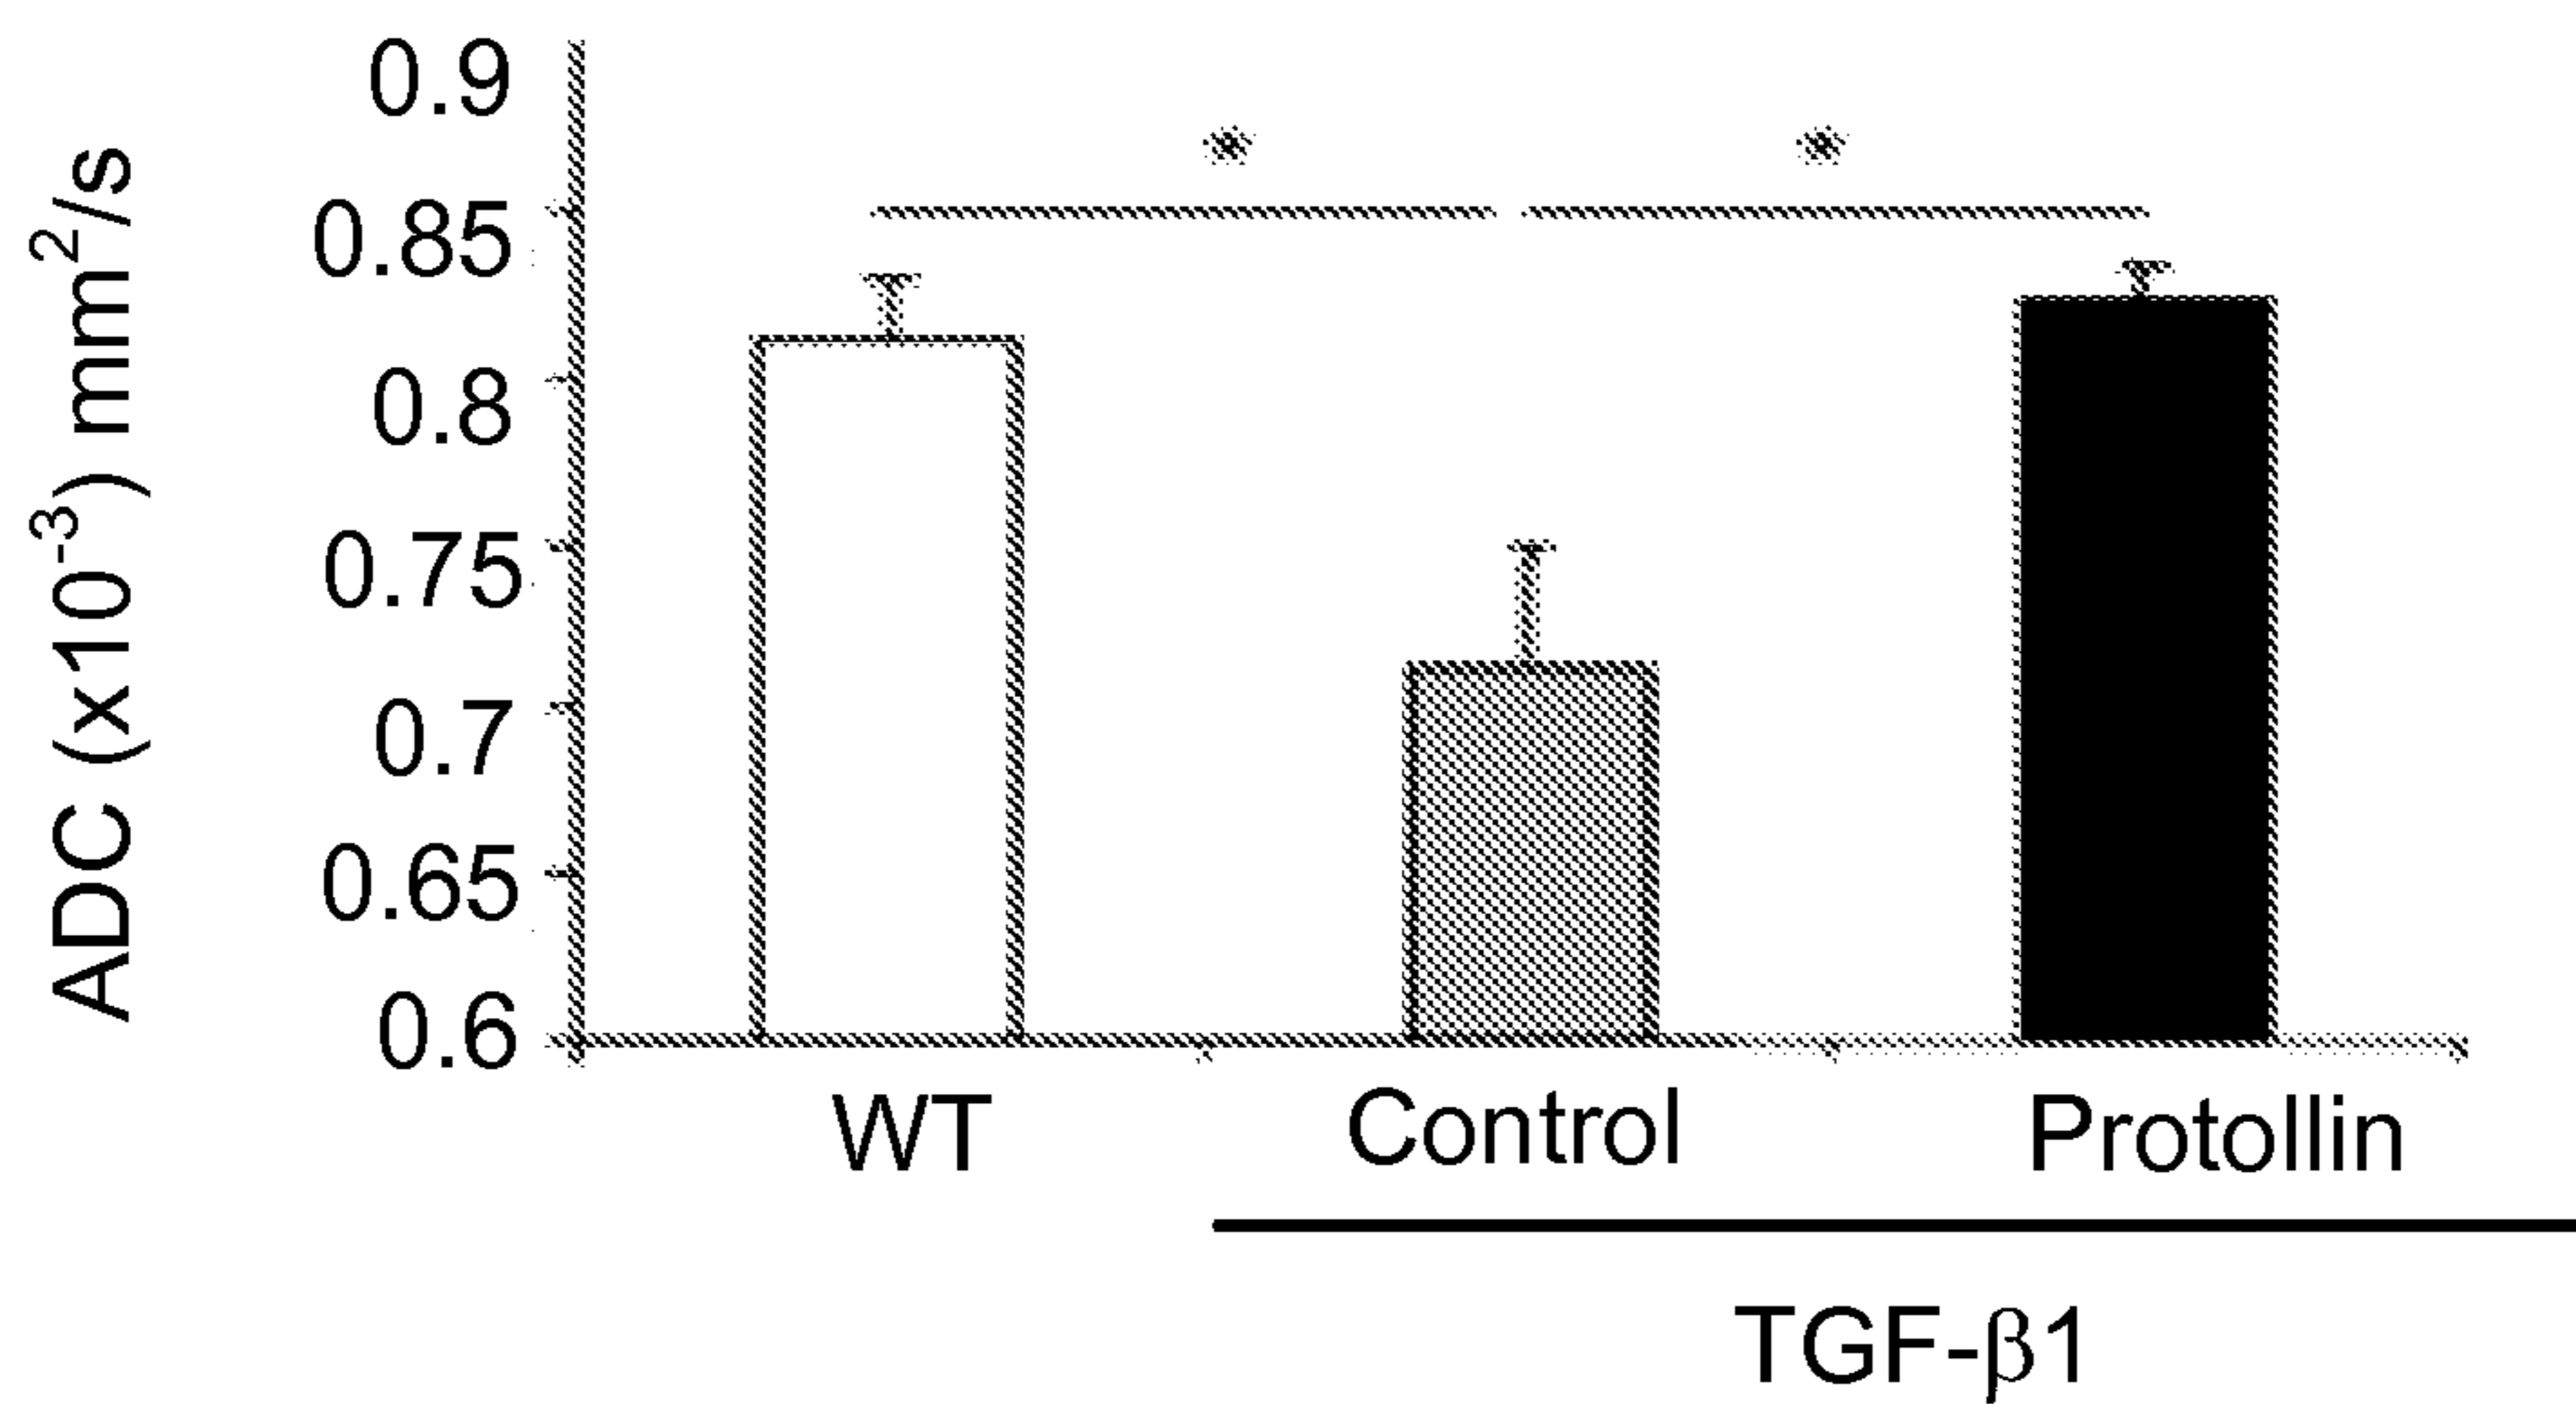 ADC (x10⁻³) mm²/s
0.9
0.85
0.8
0.75
0.7
0.65
0.6
* *
WT Control Protollin
TGF-β1